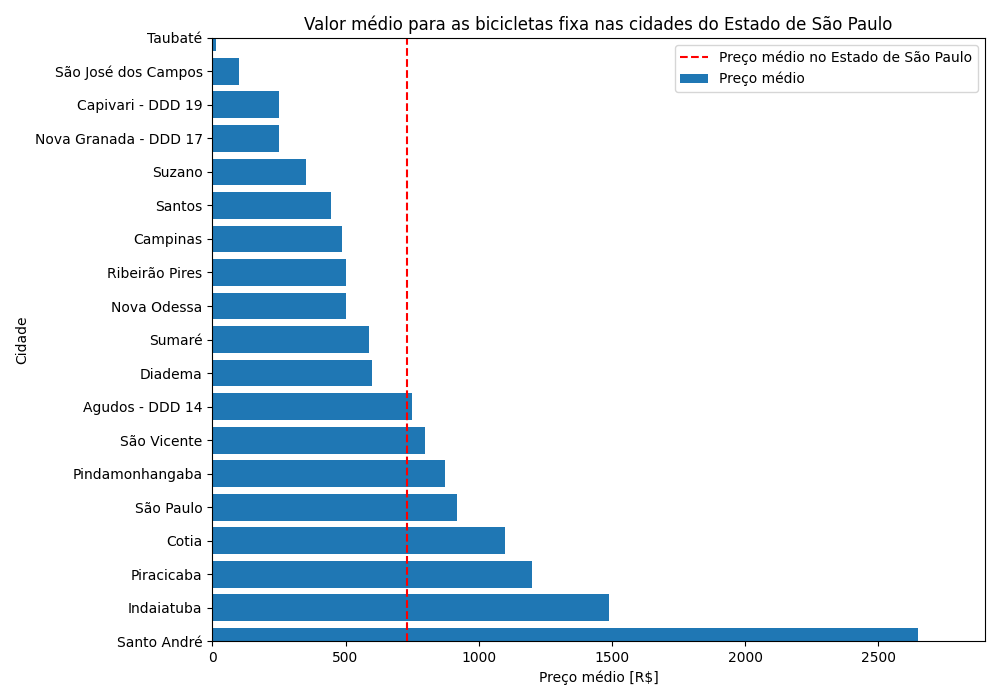 Valor médio para as bicicletas fixa nas cidades do Estado de São Paulo
Preço médio no Estado de São Paulo
Preço médio
Cidade
Taubaté
São José dos Campos
Capivari - DDD 19
Nova Granada - DDD 17
Suzano
Santos
Campinas
Ribeirão Pires
Nova Odessa
Sumaré
Diadema
Agudos - DDD 14
São Vicente
Pindamonhangaba
São Paulo
Cotia
Piracicaba
Indaiatuba
Santo André
0 500 1000 1500 2000 2500
Preço médio [R$]